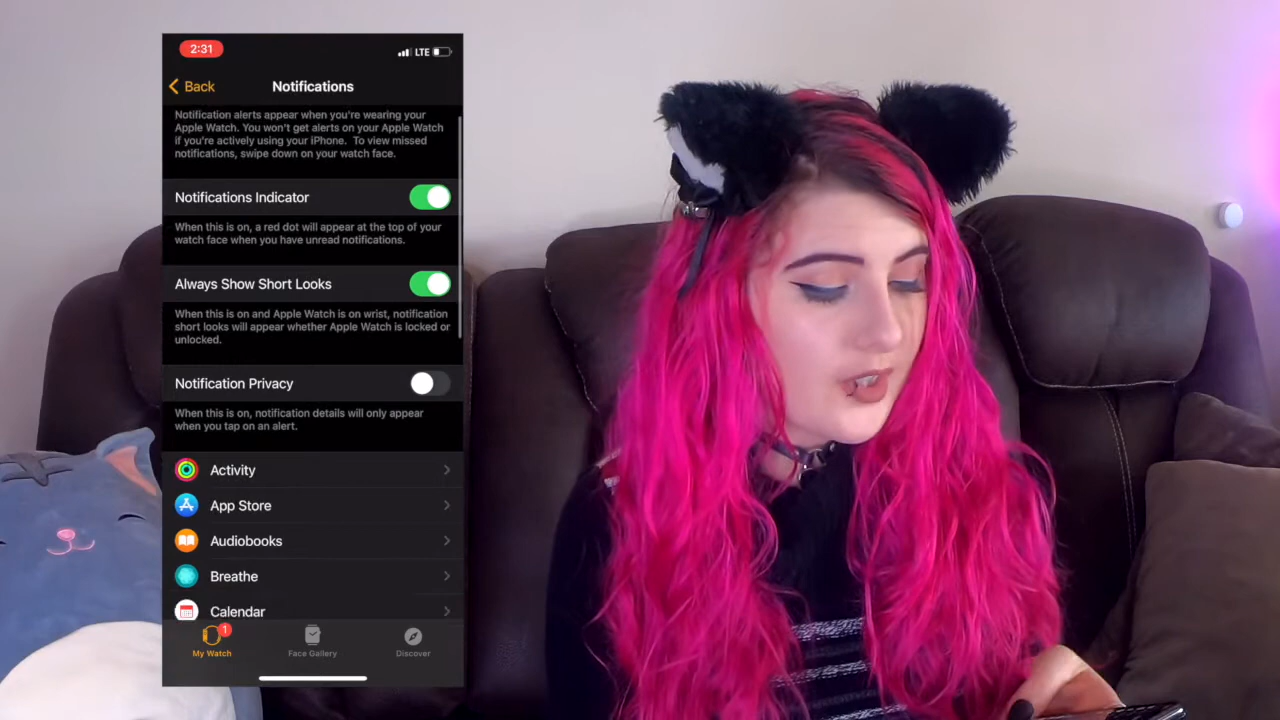 2:31
LTE
Back
Notifications
Notification alerts appear when you're wearing your
Apple Watch. You won't get alerts on your Apple Watch
if you're actively using your iPhone. To view missed
notifications, swipe down on your watch face.
Notifications Indicator
When this is on, a red dot will appear at the top of your
watch face when you have unread notifications.
Always Show Short Looks
When this is on and Apple Watch is on wrist, notification
short looks will appear whether Apple Watch is locked or
unlocked.
Notification Privacy
When this is on, notification details will only appear
when you tap on an alert.
Activity
App Store
Audiobooks
Breathe
Calendar
1
My Watch
Face Gallery
Discover